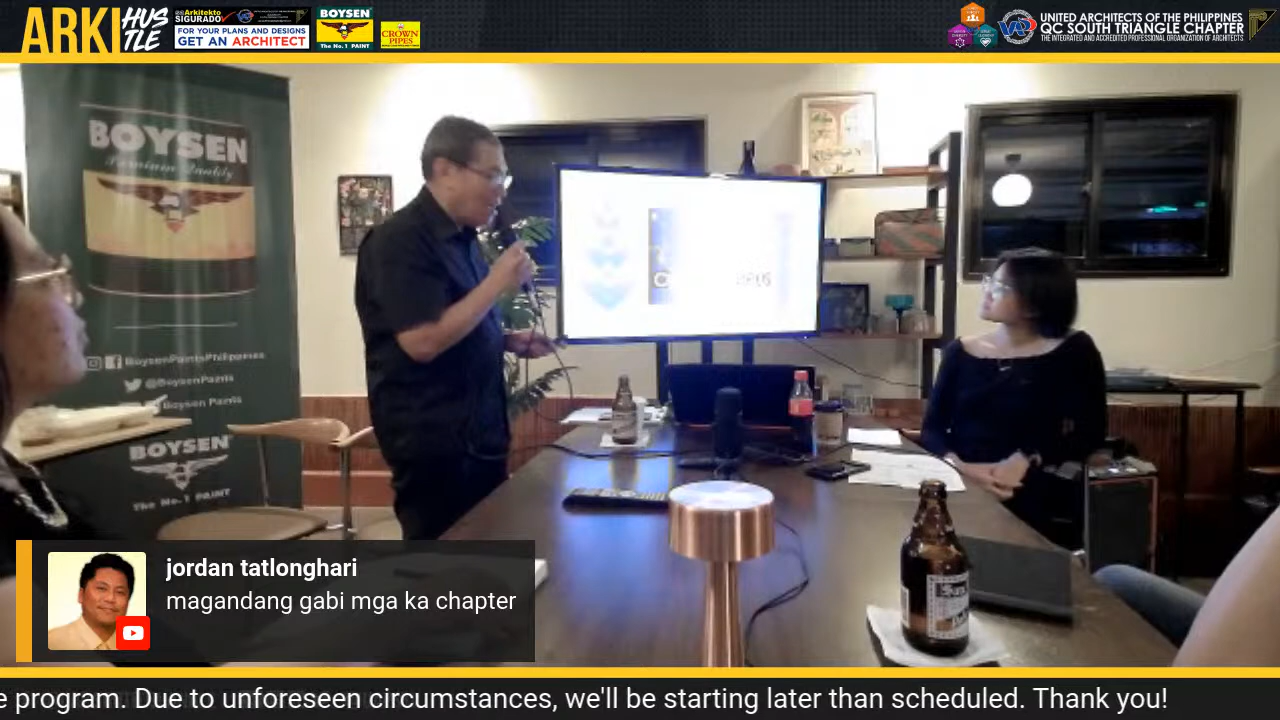 ARKI HUSTLE
#Arkitekto
SIGURADO
FOR YOUR PLANS AND DESIGNS
GET AN ARCHITECT
BOYSEN
The No. 1 PAINT
CROWN
PIPES
UNITED ARCHITECTS OF THE PHILIPPINES
QC SOUTH TRIANGLE CHAPTER
THE INTEGRATED AND ACCREDITED PROFESSIONAL ORGANIZATION OF ARCHITECTS
BOYSEN
Premium Quality
BoysenPaintsPhilippines
@BoysenPaints
Boysen Paints
BOYSEN
The No. 1 PAINT
jordan tatlonghari
magandang gabi mga ka chapter
e program. Due to unforeseen circumstances, we'll be starting later than scheduled. Thank you!